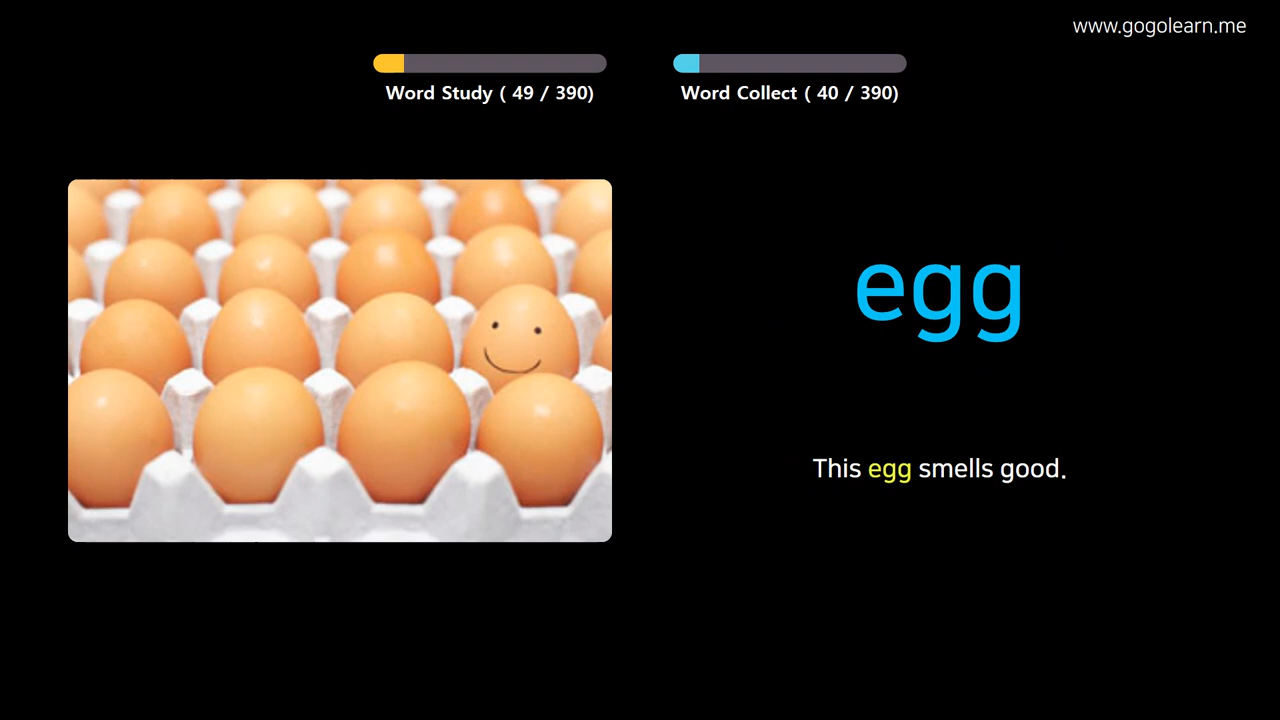 www.gogolearn.me
Word Study ( 49 / 390)
Word Collect ( 40 / 390)
egg
This egg smells good.